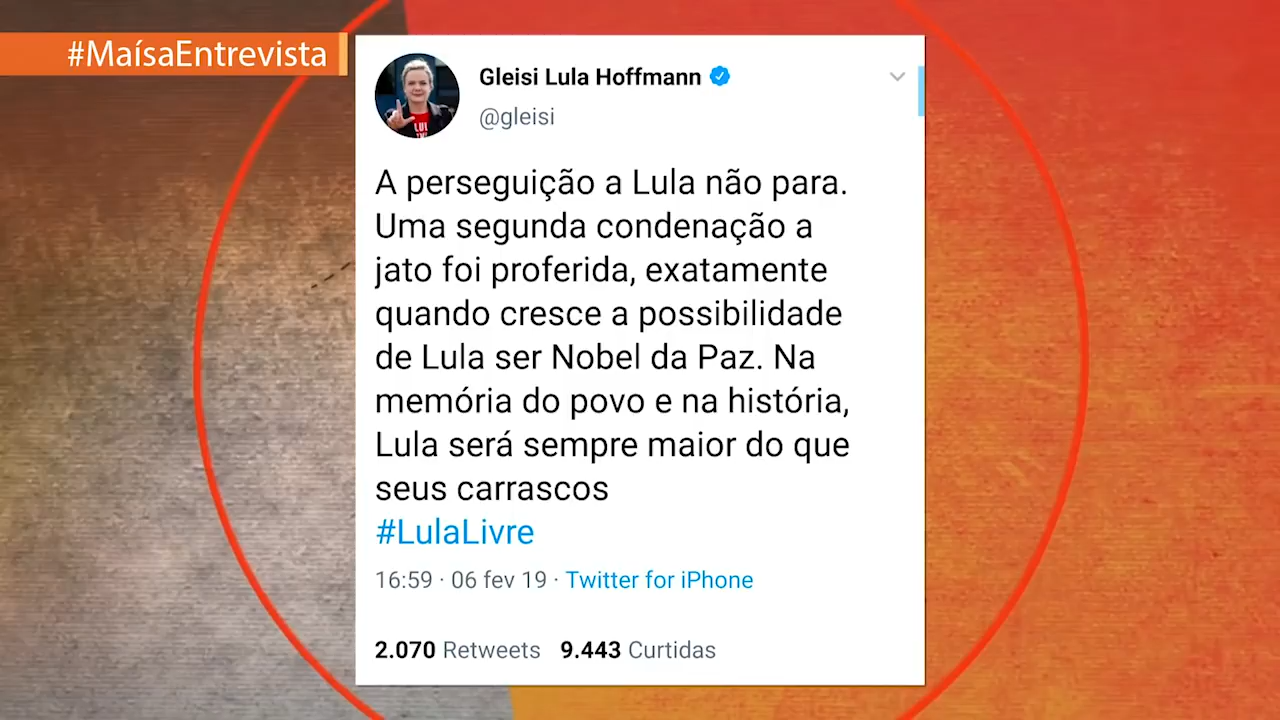 #MaísaEntrevista
Gleisi Lula Hoffmann
@gleisi
A perseguição a Lula não para.
Uma segunda condenação a
jato foi proferida, exatamente
quando cresce a possibilidade
de Lula ser Nobel da Paz. Na
memória do povo e na história,
Lula será sempre maior do que
seus carrascos
#LulaLivre
16:59 · 06 fev 19 · Twitter for iPhone
2.070 Retweets 9.443 Curtidas